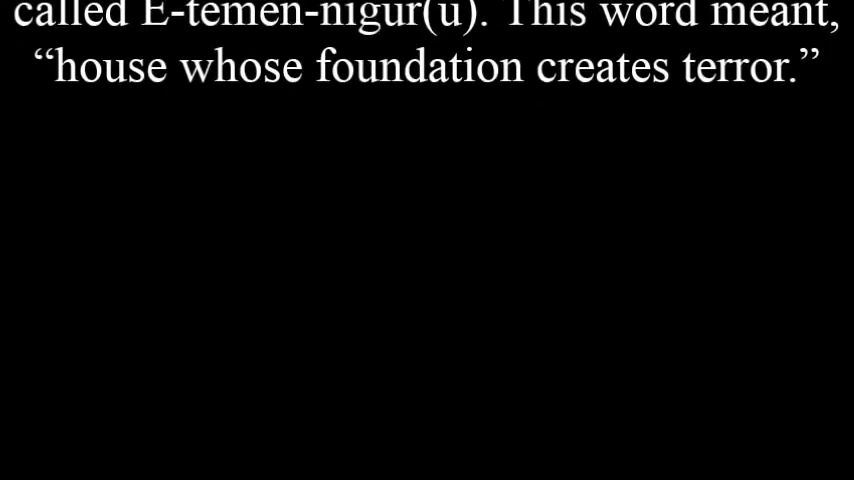 called E-temen-nigur(u). This word meant,
“house whose foundation creates terror.”